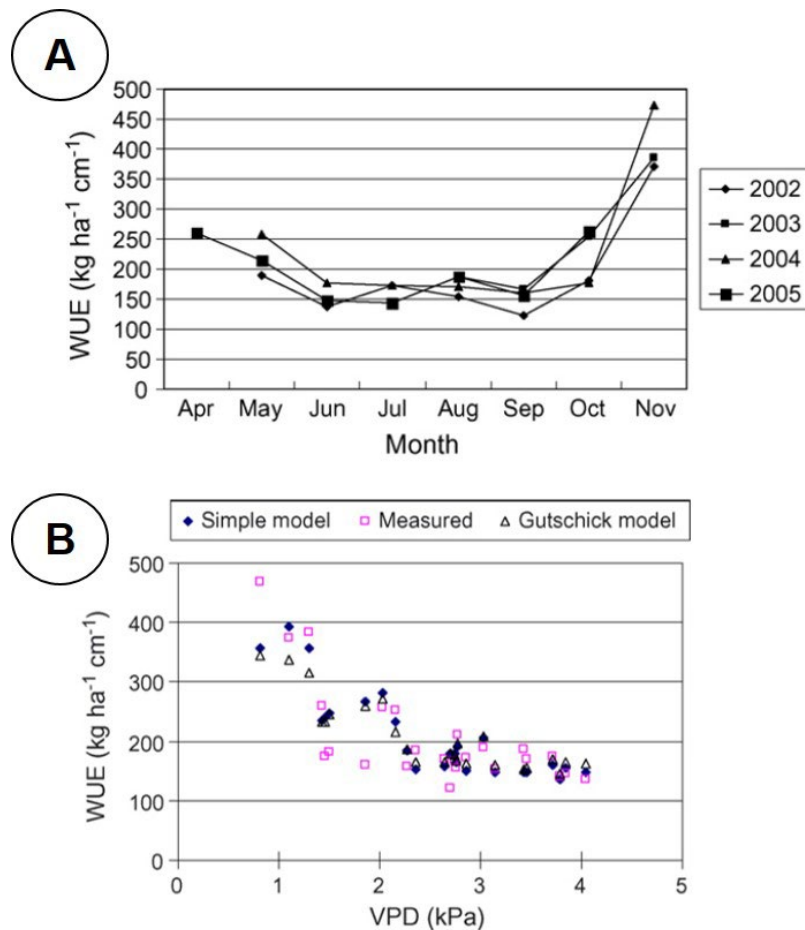 A
500
450
400
350
300
250
200
150
100
50
0
WUE (kg ha⁻¹ cm⁻¹)
Apr May Jun Jul Aug Sep Oct Nov
Month
2002
2003
2004
2005
B
Simple model Measured Gutschick model
500
400
300
200
100
0
WUE (kg ha⁻¹ cm⁻¹)
0 1 2 3 4 5
VPD (kPa)